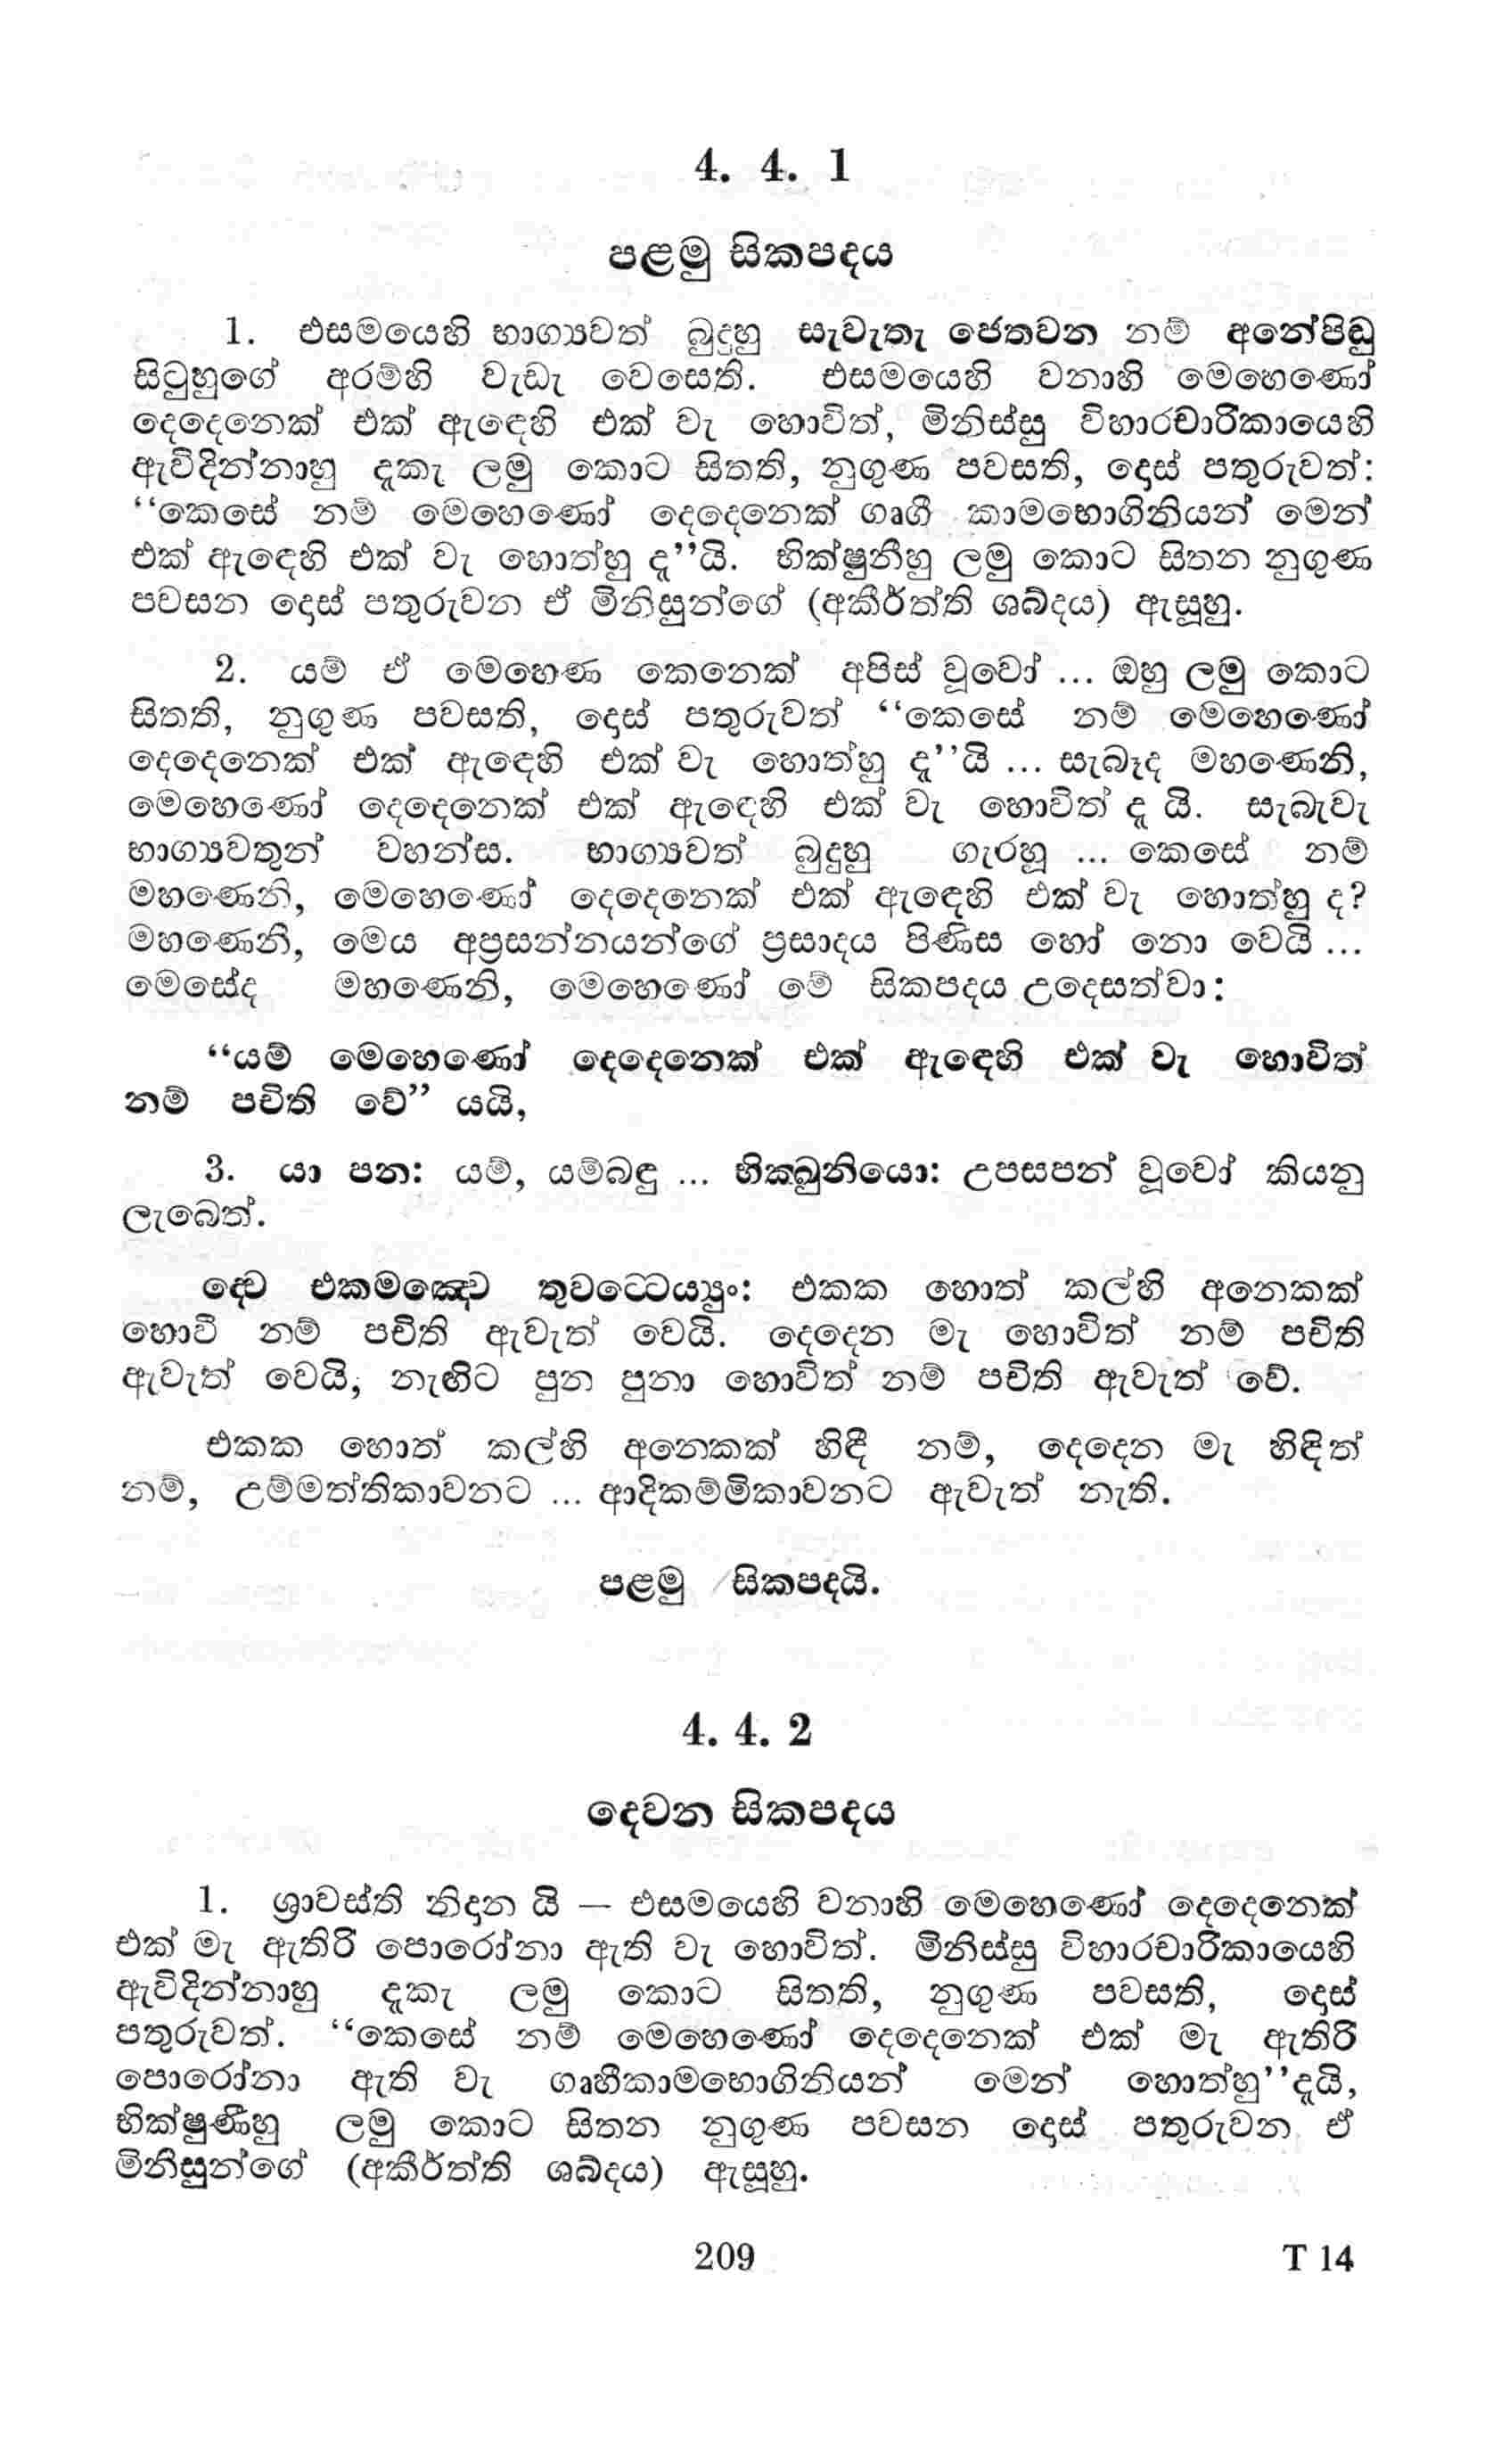 4. 4. 1
පළමු සිකපදය
1. එසමයෙහි භාග්‍යවත් බුදුහු සැවැතැ ජෙතවන නම් අනේපිඬු
සිටුහුගේ අරම්හි වැඩැ වෙසෙති. එසමයෙහි වනාහි මෙහෙණෝ
දෙදෙනෙක් එක් ඇඳෙහි එක් වැ හොවිත්, මිනිස්සු විහාරචාරිකායෙහි
ඇවිදින්නාහු දූකැ ලමු කොට සිතති, නුගුණ පවසති, දෙස් පතුරුවත්:
“කෙසේ නම් මෙහෙණෝ දෙදෙනෙක් ගෘගී කාමභොගිනියන් මෙන්
එක් ඇඳෙහි එක් වැ හොත්හු දූ”යි. භික්ෂුනීහු ලමු කොට සිතන නුගුණ
පවසන දොස් පතුරුවන ඒ මිනිසුන්ගේ (අකීර්ත්ති ශබ්දය) ඇසූහු.
2. යම් ඒ මෙහෙණ කෙනෙක් අපිස් වූවෝ ... ඔහු ලමු කොට
සිතති, නුගුණ පවසති, දොස් පතුරුවත් “කෙසේ නම් මෙහෙණෝ
දෙදෙනෙක් එක් ඇඳෙහි එක් වැ හොත්හු දූ”යි ... සැබෑද මහණෙනි,
මෙහෙණෝ දෙදෙනෙක් එක් ඇඳෙහි එක් වැ හොවිත් දූ යි. සැබැවැ
භාග්‍යවතුන් වහන්ස. භාග්‍යවත් බුදුහු ගැරහූ ... කෙසේ නම්
මහණෙනි, මෙහෙණෝ දෙදෙනෙක් එක් ඇඳෙහි එක් වැ හොත්හු ද?
මහණෙනි, මෙය අප්‍රසන්නයන්ගේ ප්‍රසාදය පිණිස හෝ නො වෙයි ...
මෙසේද මහණෙනි, මෙහෙණෝ මේ සිකපදය උදෙසත්වා:
“යම් මෙහෙණෝ දෙදෙනෙක් එක් ඇඳෙහි එක් වැ හොවිත්
නම් පචිති වේ” යයි,
3. යා පන: යම්, යම්බඳු ... භික්ඛුනියො: උපසපන් වූවෝ කියනු
ලැබෙත්.
ද්වෙ එකමඤ්චෙ තුවට්ටෙය්‍යුං: එකක හොත් කල්හි අනෙකක්
හොවි නම් පචිති ඇවැත් වෙයි. දෙදෙන මැ හොවිත් නම් පචිති
ඇවැත් වෙයි, නැඟිට පුන පුනා හොවිත් නම් පචිති ඇවැත් වේ.
එකක හොත් කල්හි අනෙකක් හිඳී නම්, දෙදෙන මැ හිඳිත්
නම්, උම්මත්තිකාවනට ... ආදිකම්මිකාවනට ඇවැත් නැති.
පළමු සිකපදයි.
4. 4. 2
දෙවන සිකපදය
1. ශ්‍රාවස්ති නිදාන යි — එසමයෙහි වනාහි මෙහෙණෝ දෙදෙනෙක්
එක් මැ ඇතිරි පොරෝනා ඇති වැ හොවිත්. මිනිස්සු විහාරචාරිකායෙහි
ඇවිදින්නාහු දූකැ ලමු කොට සිතති, නුගුණ පවසති, දොස්
පතුරුවත්. “කෙසේ නම් මෙහෙණෝ දෙදෙනෙක් එක් මැ ඇතිරි
පොරෝනා ඇති වැ ගෘහීකාමභොගිනියන් මෙන් හොත්හු”දූයි,
භික්ෂුණීහු ලමු කොට සිතන නුගුණ පවසන දොස් පතුරුවන ඒ
මිනිසුන්ගේ (අකීර්ත්ති ශබ්දය) ඇසූහු.
209 T 14